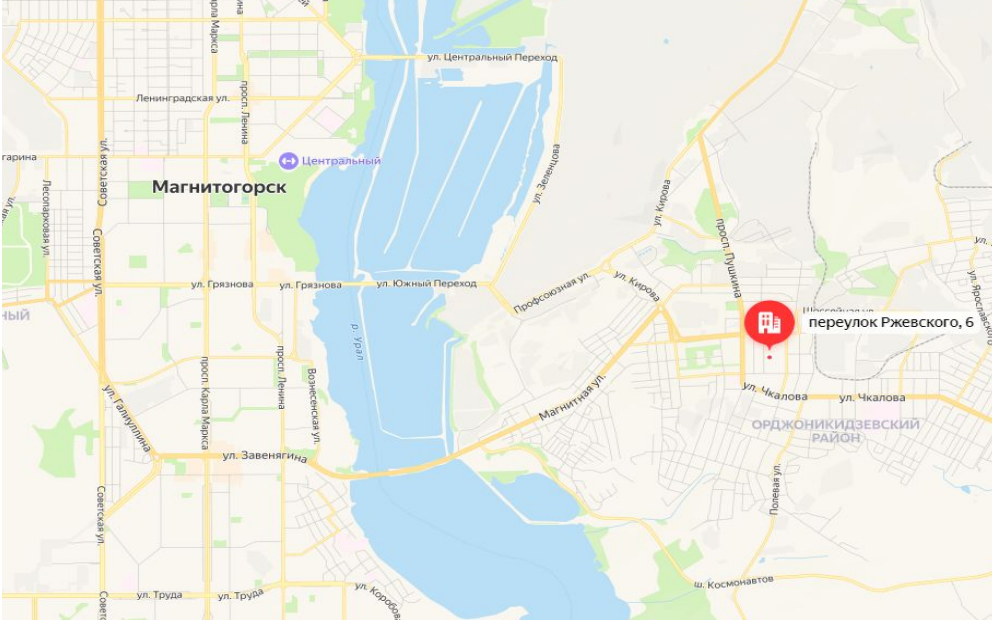 ул. Центральный Переход
просп. Ленина
Ленинградская ул.
Советская ул.
Центральный
Магнитогорск
Лесопарковая ул.
ул. Зеленцова
ул. Кирова
просп. Пушкина
Советская ул.
ул. Грязнова
ул. Грязнова
ул. Южный Переход
Профсоюзная ул.
ул. Кирова
ул. Ярославского
переулок Ржевского, 6
р. Урал
просп. Карла Маркса
просп. Ленина
Вознесенская ул.
ул. Галиуллина
Магнитная ул.
ул. Чкалова
ул. Чкалова
ОРДЖОНИКИДЗЕВСКИЙ
РАЙОН
ул. Завенягина
Полевая ул.
Советская ул.
ш. Космонавтов
ул. Труда
ул. Труда